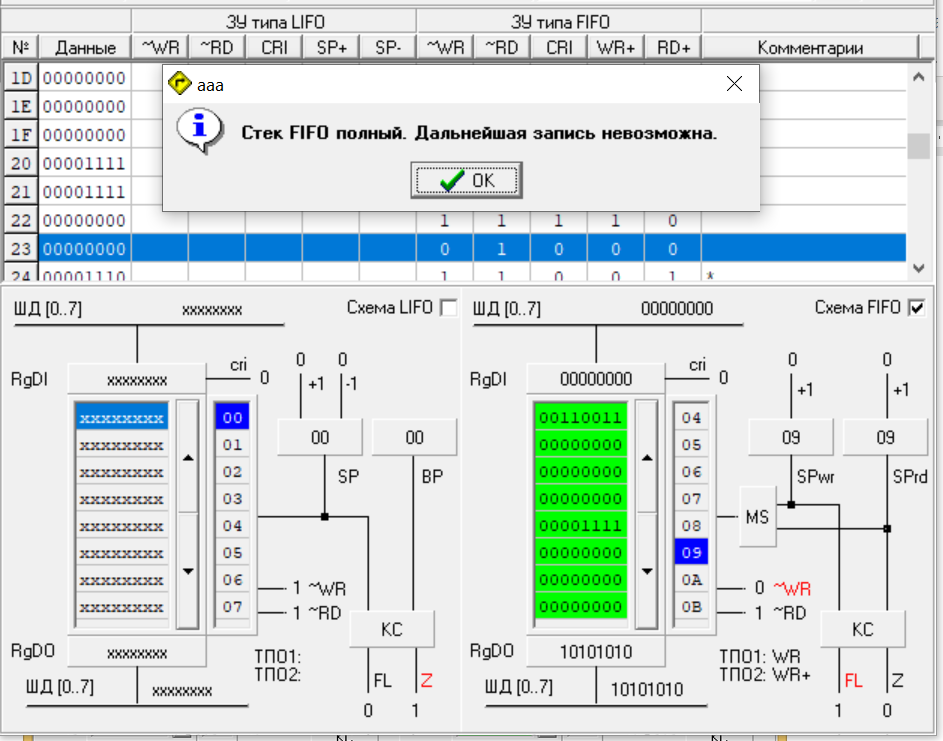 ЗУ типа LIFO ЗУ типа FIFO
№ Данные ~WR ~RD CRI SP+ SP- ~WR ~RD CRI WR+ RD+ Комментарии
1D 00000000
aaa
1E 00000000
1F 00000000
Стек FIFO полный. Дальнейшая запись невозможна.
20 00001111
OK
21 00001111
22 00000000 1 1 1 1 0
23 00000000 0 1 0 0 0
24 00001110 1 1 0 0 1 *
ШД [0..7] xxxxxxxx Схема LIFO
RgDI xxxxxxxx cri 0 0 +1 0 -1
xxxxxxxx 00 00 00
xxxxxxxx 01
xxxxxxxx 02 SP BP
xxxxxxxx 03
xxxxxxxx 04
xxxxxxxx 05
xxxxxxxx 06 1 ~WR
xxxxxxxx 07 1 ~RD
КС
RgDO xxxxxxxx ТПО1:
ТПО2:
FL Z
ШД [0..7] xxxxxxxx
0 1
ШД [0..7] 00000000 Схема FIFO
RgDI 00000000 cri 0 0 +1 0 +1
00110011 04 09 09
00000000 05
00000000 06 SPwr SPrd
00000000 07
00001111 08 MS
00000000 09
00000000 0A 0 ~WR
00000000 0B 1 ~RD
КС
RgDO 10101010 ТПО1: WR
ТПО2: WR+
FL Z
ШД [0..7] 10101010
1 0